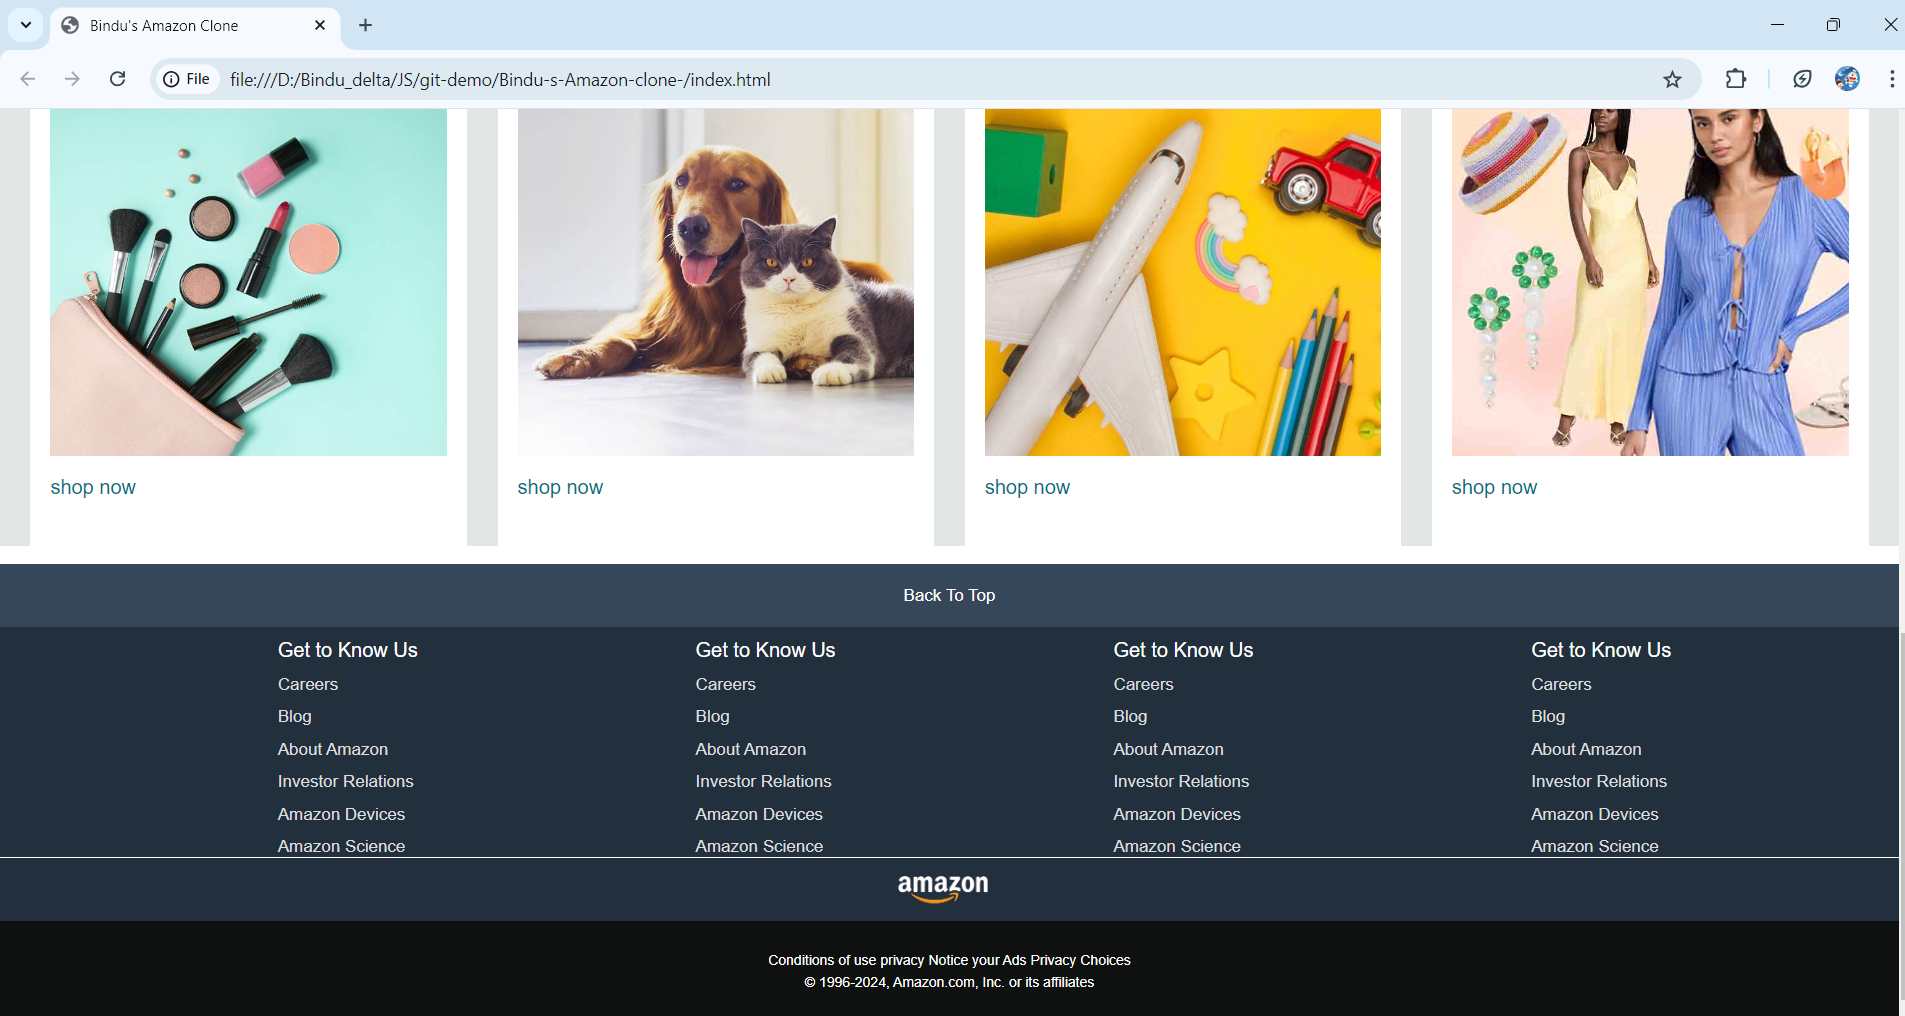 Bindu's Amazon Clone
File file:///D:/Bindu_delta/JS/git-demo/Bindu-s-Amazon-clone-/index.html
shop now shop now shop now shop now
Back To Top
Get to Know Us Get to Know Us Get to Know Us Get to Know Us
Careers Careers Careers Careers
Blog Blog Blog Blog
About Amazon About Amazon About Amazon About Amazon
Investor Relations Investor Relations Investor Relations Investor Relations
Amazon Devices Amazon Devices Amazon Devices Amazon Devices
Amazon Science Amazon Science Amazon Science Amazon Science
amazon
Conditions of use privacy Notice your Ads Privacy Choices
© 1996-2024, Amazon.com, Inc. or its affiliates